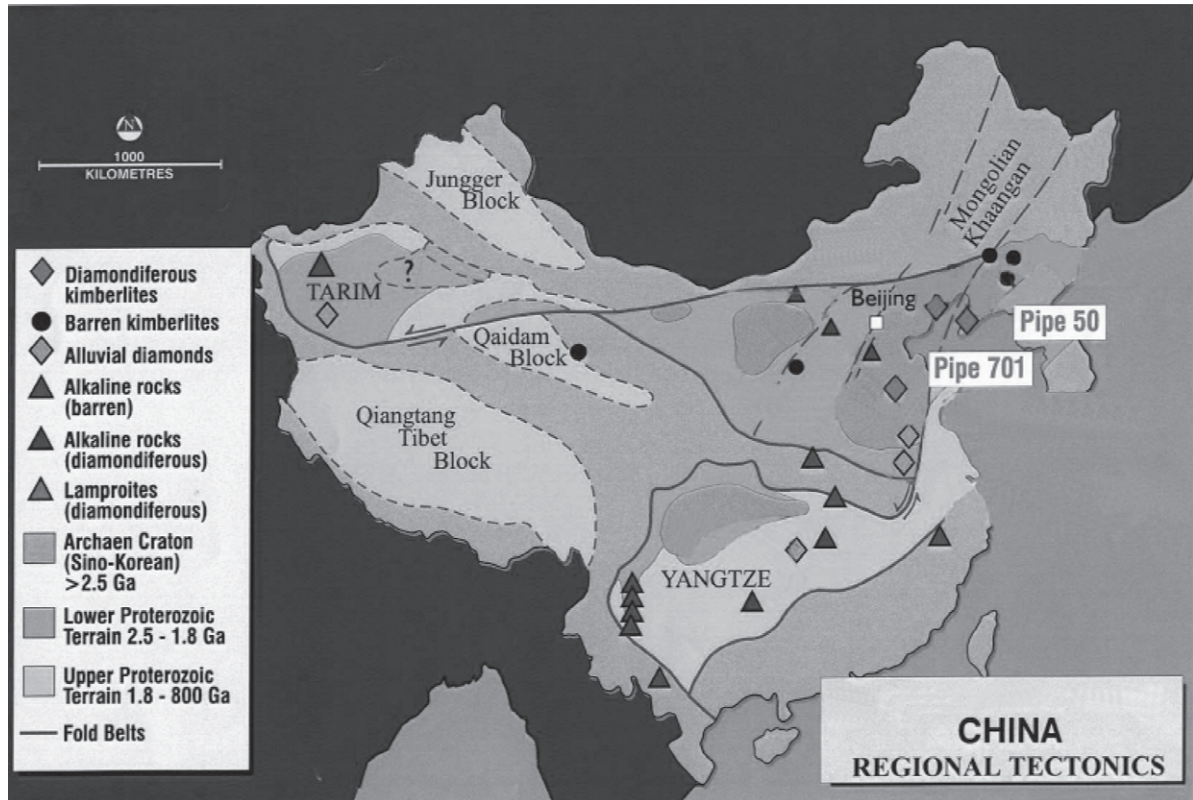 N
1000
KILOMETRES
Jungger
Block
Mongolian
Khaangan
?
TARIM
Beijing
Qaidam
Block
Pipe 50
Pipe 701
Qiangtang
Tibet
Block
YANGTZE
Diamondiferous
kimberlites
Barren kimberlites
Alluvial diamonds
Alkaline rocks
(barren)
Alkaline rocks
(diamondiferous)
Lamproites
(diamondiferous)
Archaen Craton
(Sino-Korean)
>2.5 Ga
Lower Proterozoic
Terrain 2.5 - 1.8 Ga
Upper Proterozoic
Terrain 1.8 - 800 Ga
Fold Belts
CHINA
REGIONAL TECTONICS